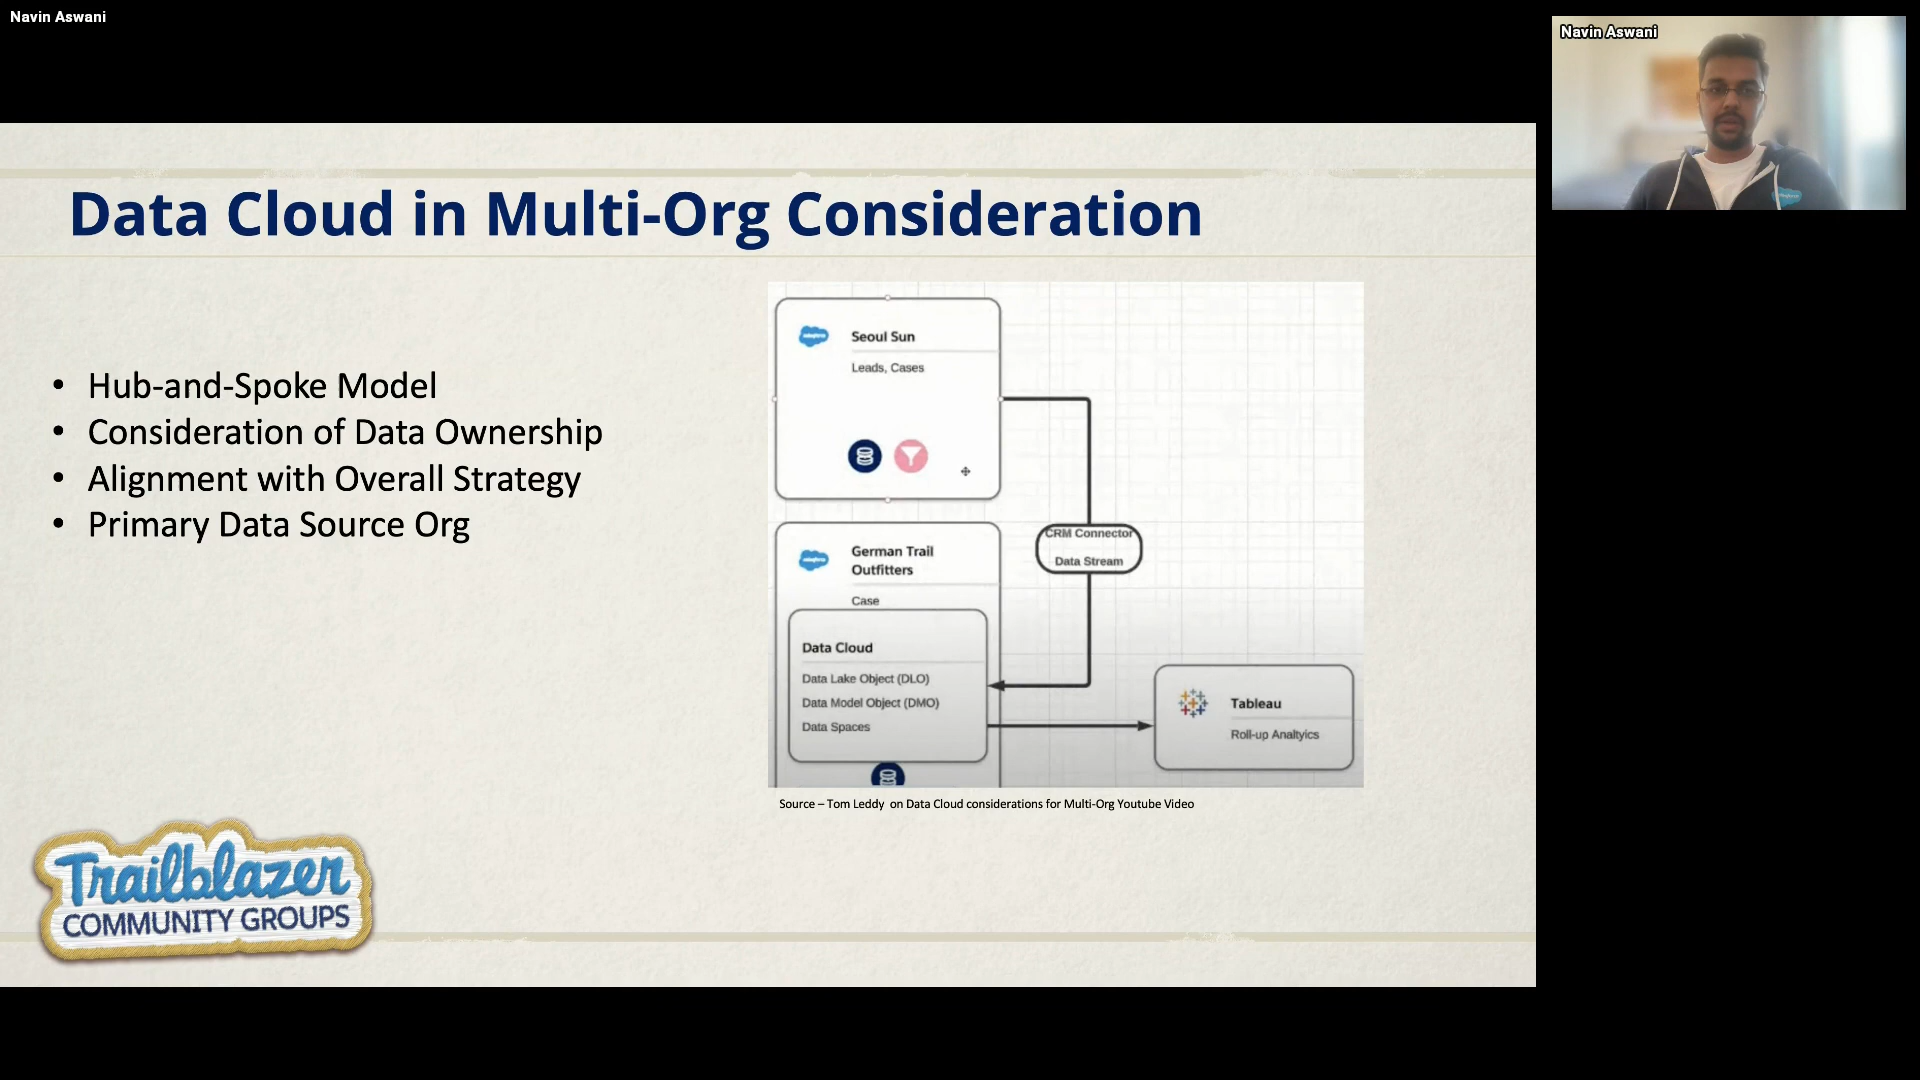 Navin Aswani
Navin Aswani
Data Cloud in Multi-Org Consideration
• Hub-and-Spoke Model
• Consideration of Data Ownership
• Alignment with Overall Strategy
• Primary Data Source Org
Seoul Sun
Leads, Cases
CRM Connector
Data Stream
German Trail
Outfitters
Case
Data Cloud
Data Lake Object (DLO)
Data Model Object (DMO)
Data Spaces
Tableau
Roll-up Analtyics
Source – Tom Leddy on Data Cloud considerations for Multi-Org Youtube Video
Trailblazer
COMMUNITY GROUPS